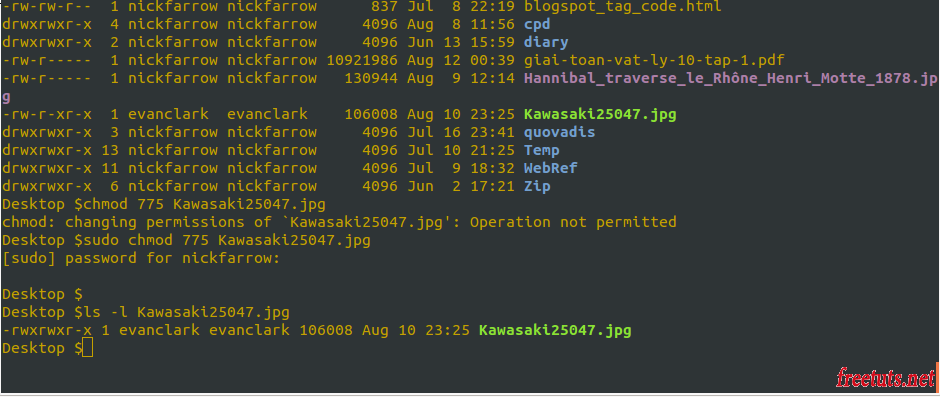 -rw-rw-r-- 1 nickfarrow nickfarrow 837 Jul 8 22:19 blogspot_tag_code.html
drwxrwxr-x 4 nickfarrow nickfarrow 4096 Aug 8 11:56 cpd
drwxrwxr-x 2 nickfarrow nickfarrow 4096 Jun 13 15:59 diary
-rw-r----- 1 nickfarrow nickfarrow 10921986 Aug 12 00:39 giai-toan-vat-ly-10-tap-1.pdf
-rw-r----- 1 nickfarrow nickfarrow 130944 Aug 9 12:14 Hannibal_traverse_le_Rhône_Henri_Motte_1878.jp
g
-rw-r-xr-- 1 evanclark evanclark 106008 Aug 10 23:25 Kawasaki25047.jpg
drwxrwxr-x 3 nickfarrow nickfarrow 4096 Jul 16 23:41 quovadis
drwxrwxr-x 13 nickfarrow nickfarrow 4096 Jul 10 21:25 Temp
drwxrwxr-x 11 nickfarrow nickfarrow 4096 Jul 9 18:32 WebRef
drwxrwxr-x 6 nickfarrow nickfarrow 4096 Jun 2 17:21 Zip
Desktop $chmod 775 Kawasaki25047.jpg
chmod: changing permissions of `Kawasaki25047.jpg': Operation not permitted
Desktop $sudo chmod 775 Kawasaki25047.jpg
[sudo] password for nickfarrow:
Desktop $
Desktop $ls -l Kawasaki25047.jpg
-rwxrwxr-x 1 evanclark evanclark 106008 Aug 10 23:25 Kawasaki25047.jpg
Desktop $
freetuts.net